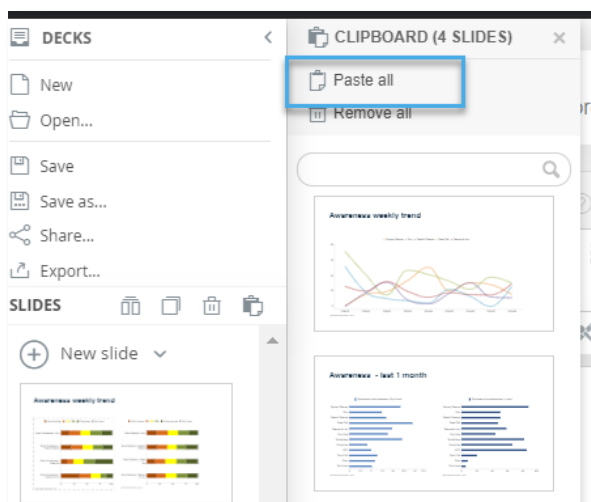 DECKS
New
Open...
Save
Save as...
Share...
Export...
SLIDES
New slide
Awareness weekly trend
CLIPBOARD (4 SLIDES)
Paste all
Remove all
Awareness weekly trend
Awareness - last 1 month